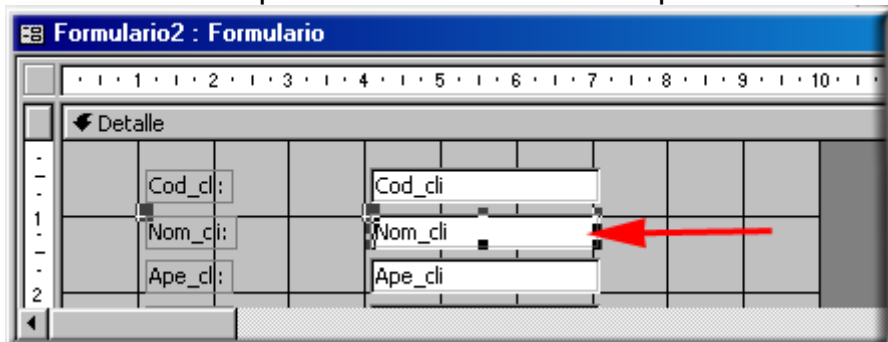 Formulario2 : Formulario
1 2 3 4 5 6 7 8 9 10
Detalle
Cod_cli: Cod_cli
1
Nom_cli: Nom_cli
Ape_cli: Ape_cli
2